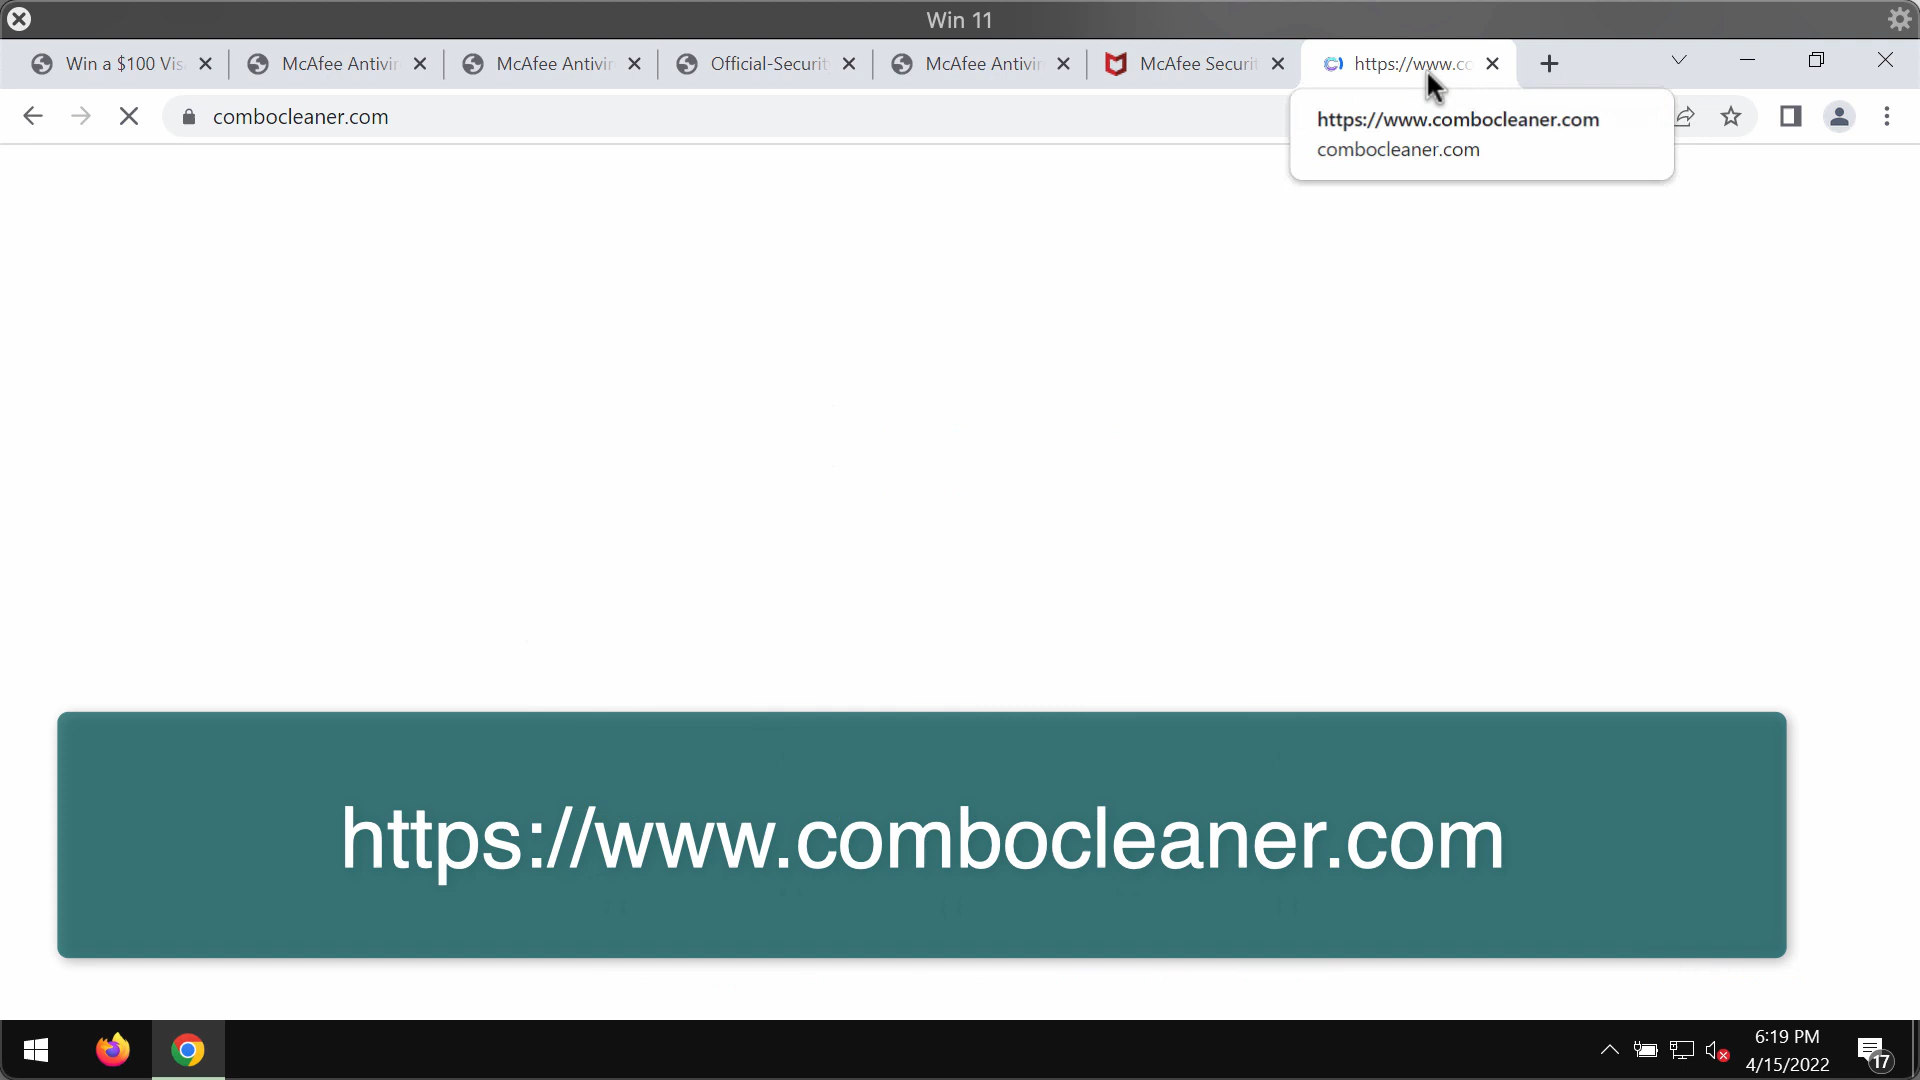 Win 11
Win a $100 Vis
McAfee Antivir
McAfee Antivir
Official-Securit
McAfee Antivir
McAfee Securit
https://www.co
combocleaner.com
https://www.combocleaner.com
combocleaner.com
https://www.combocleaner.com
6:19 PM
4/15/2022
17